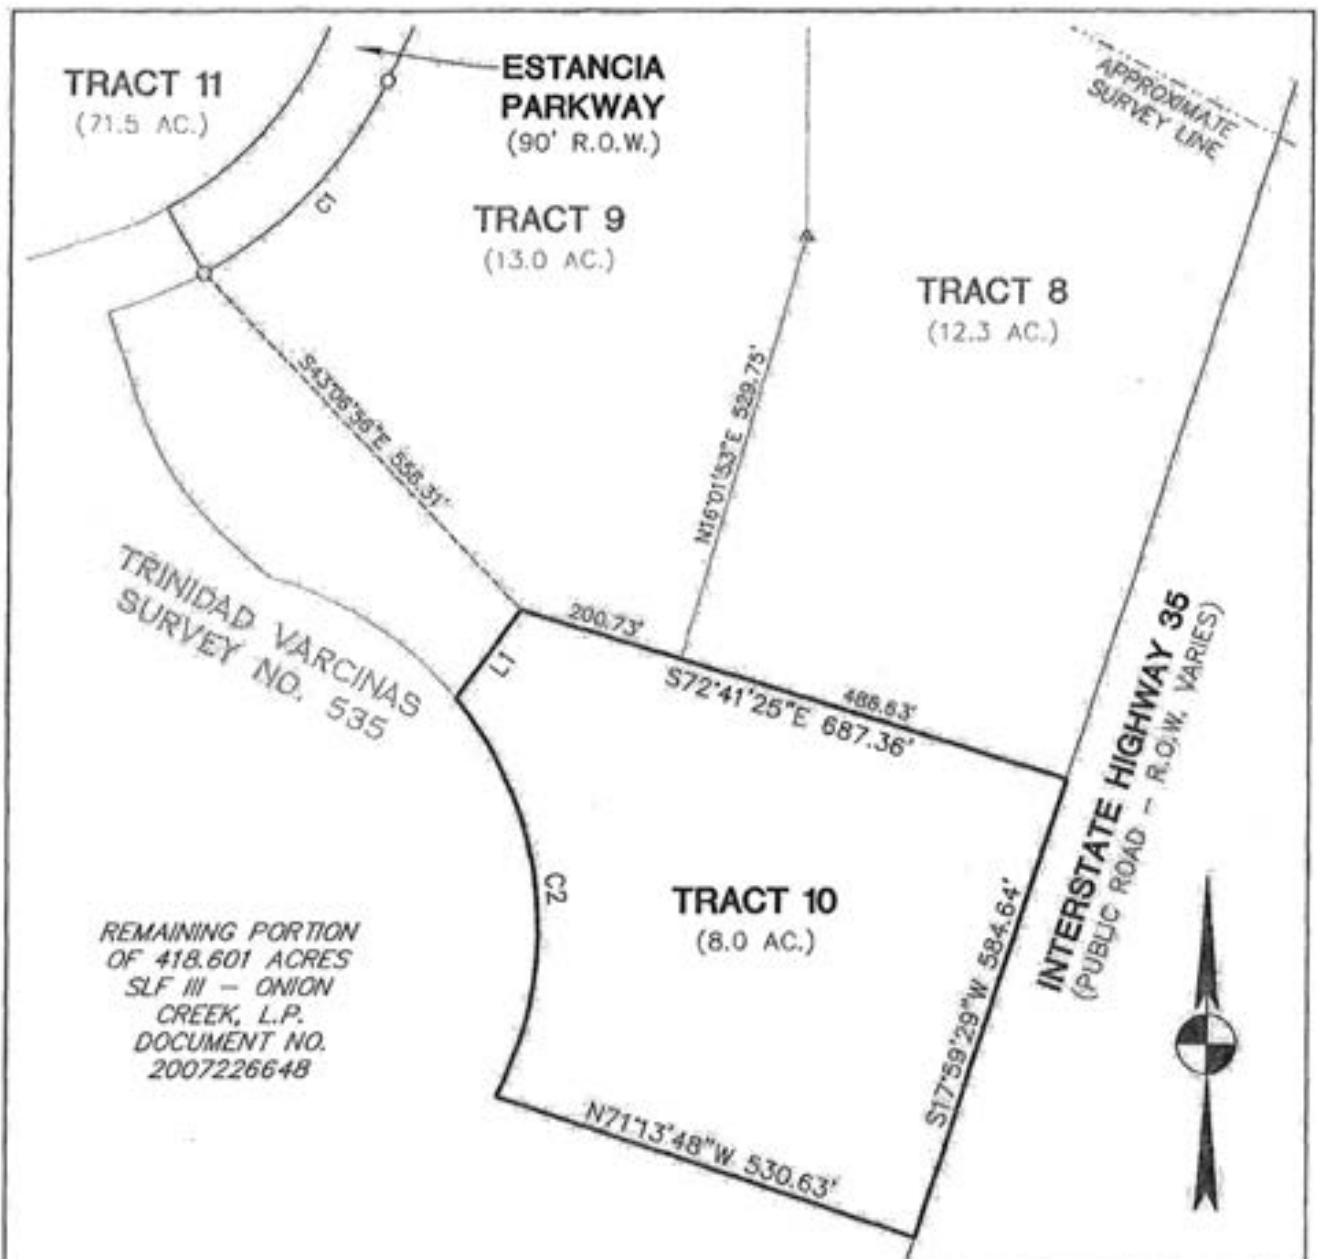 TRACT 11
(71.5 AC.)
ESTANCIA
PARKWAY
(90' R.O.W.)
APPROXIMATE
SURVEY LINE
C1
TRACT 9
(13.0 AC.)
TRACT 8
(12.3 AC.)
S43°06'56"E 558.31'
N16°01'53"E 529.75'
TRINIDAD VARCINAS
SURVEY NO. 535
L1
200.73'
486.63'
S72°41'25"E 687.36'
INTERSTATE HIGHWAY 35
(PUBLIC ROAD - R.O.W. VARIES)
C2
TRACT 10
(8.0 AC.)
S17°59'29"W 584.64'
N71°13'48"W 530.63'
REMAINING PORTION
OF 418.601 ACRES
SLF III - ONION
CREEK, L.P.
DOCUMENT NO.
2007226648